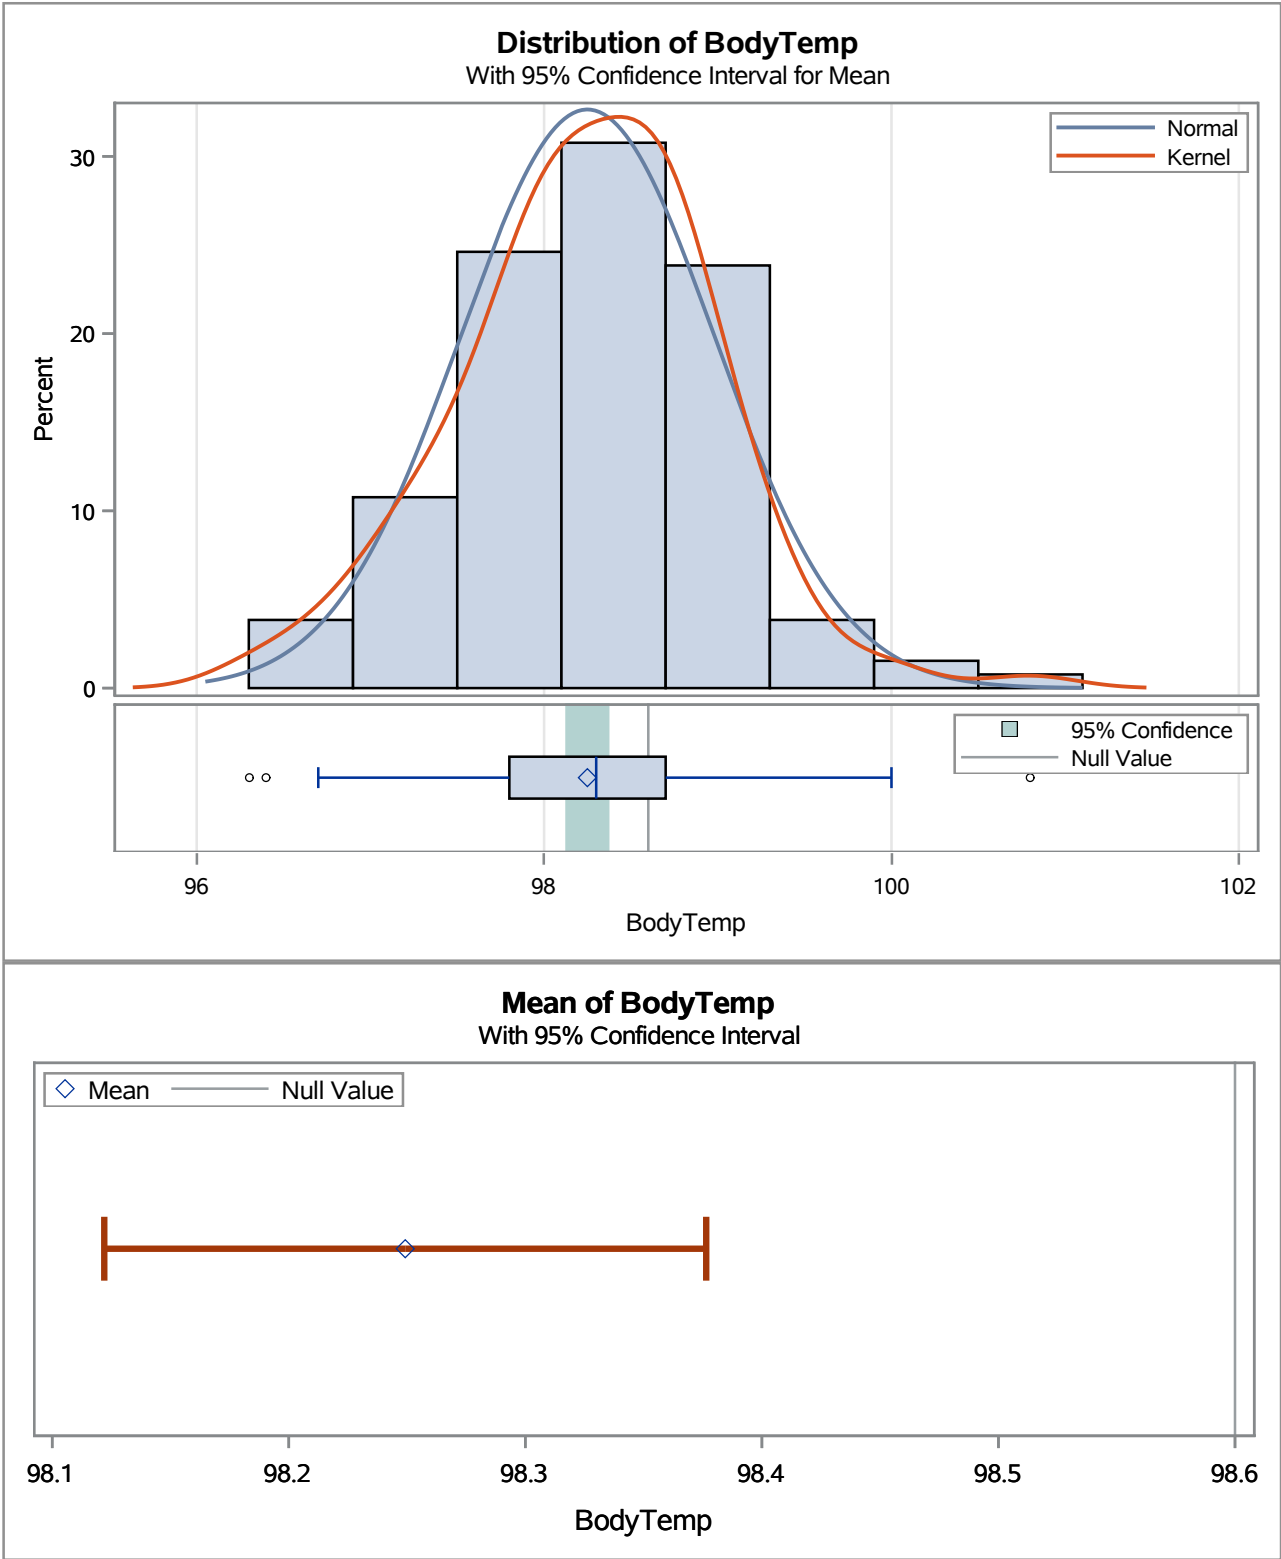 Distribution of BodyTemp
With 95% Confidence Interval for Mean
Normal
Kernel
30
20
10
0
Percent
95% Confidence
Null Value
96 98 100 102
BodyTemp
Mean of BodyTemp
With 95% Confidence Interval
Mean Null Value
98.1 98.2 98.3 98.4 98.5 98.6
BodyTemp